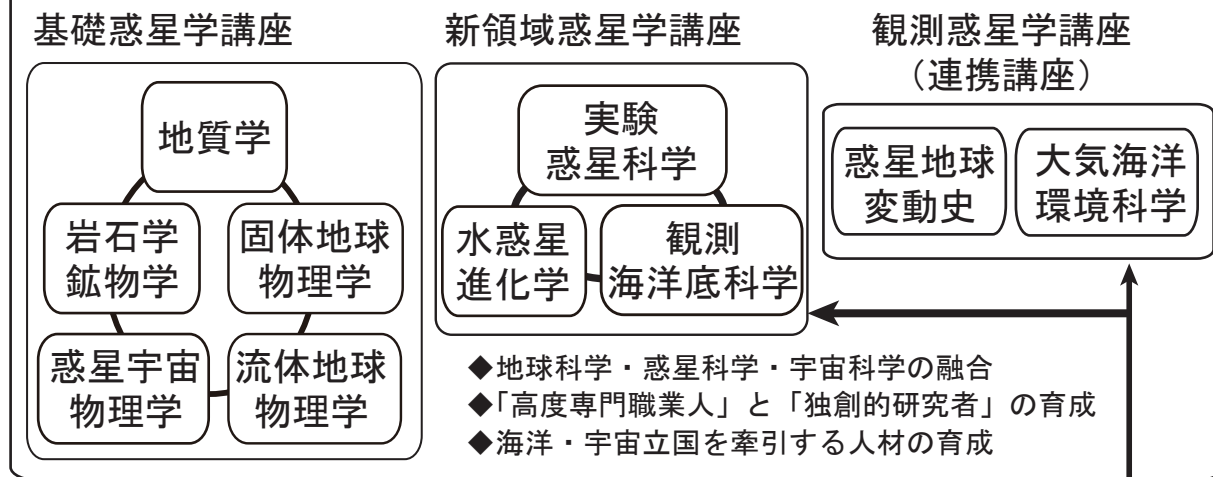 基礎惑星学講座
地質学
岩石学
鉱物学
固体地球
物理学
惑星宇宙
物理学
流体地球
物理学
新領域惑星学講座
実験
惑星科学
水惑星
進化学
観測
海洋底科学
観測惑星学講座
（連携講座）
惑星地球
変動史
大気海洋
環境科学
◆地球科学・惑星科学・宇宙科学の融合
◆「高度専門職業人」と「独創的研究者」の育成
◆海洋・宇宙立国を牽引する人材の育成